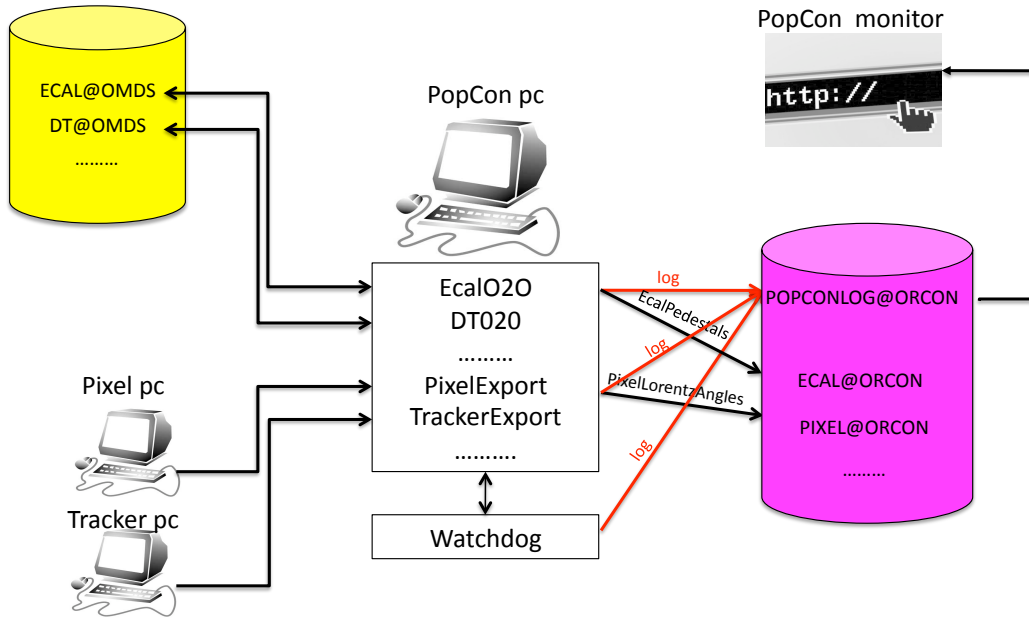 PopCon monitor
http://
ECAL@OMDS
DT@OMDS
………
PopCon pc
EcalO2O
DT020
………
PixelExport
TrackerExport
……….
log
EcalPedestals
log
PixelLorentzAngles
log
POPCONLOG@ORCON
ECAL@ORCON
PIXEL@ORCON
………
Pixel pc
Tracker pc
Watchdog